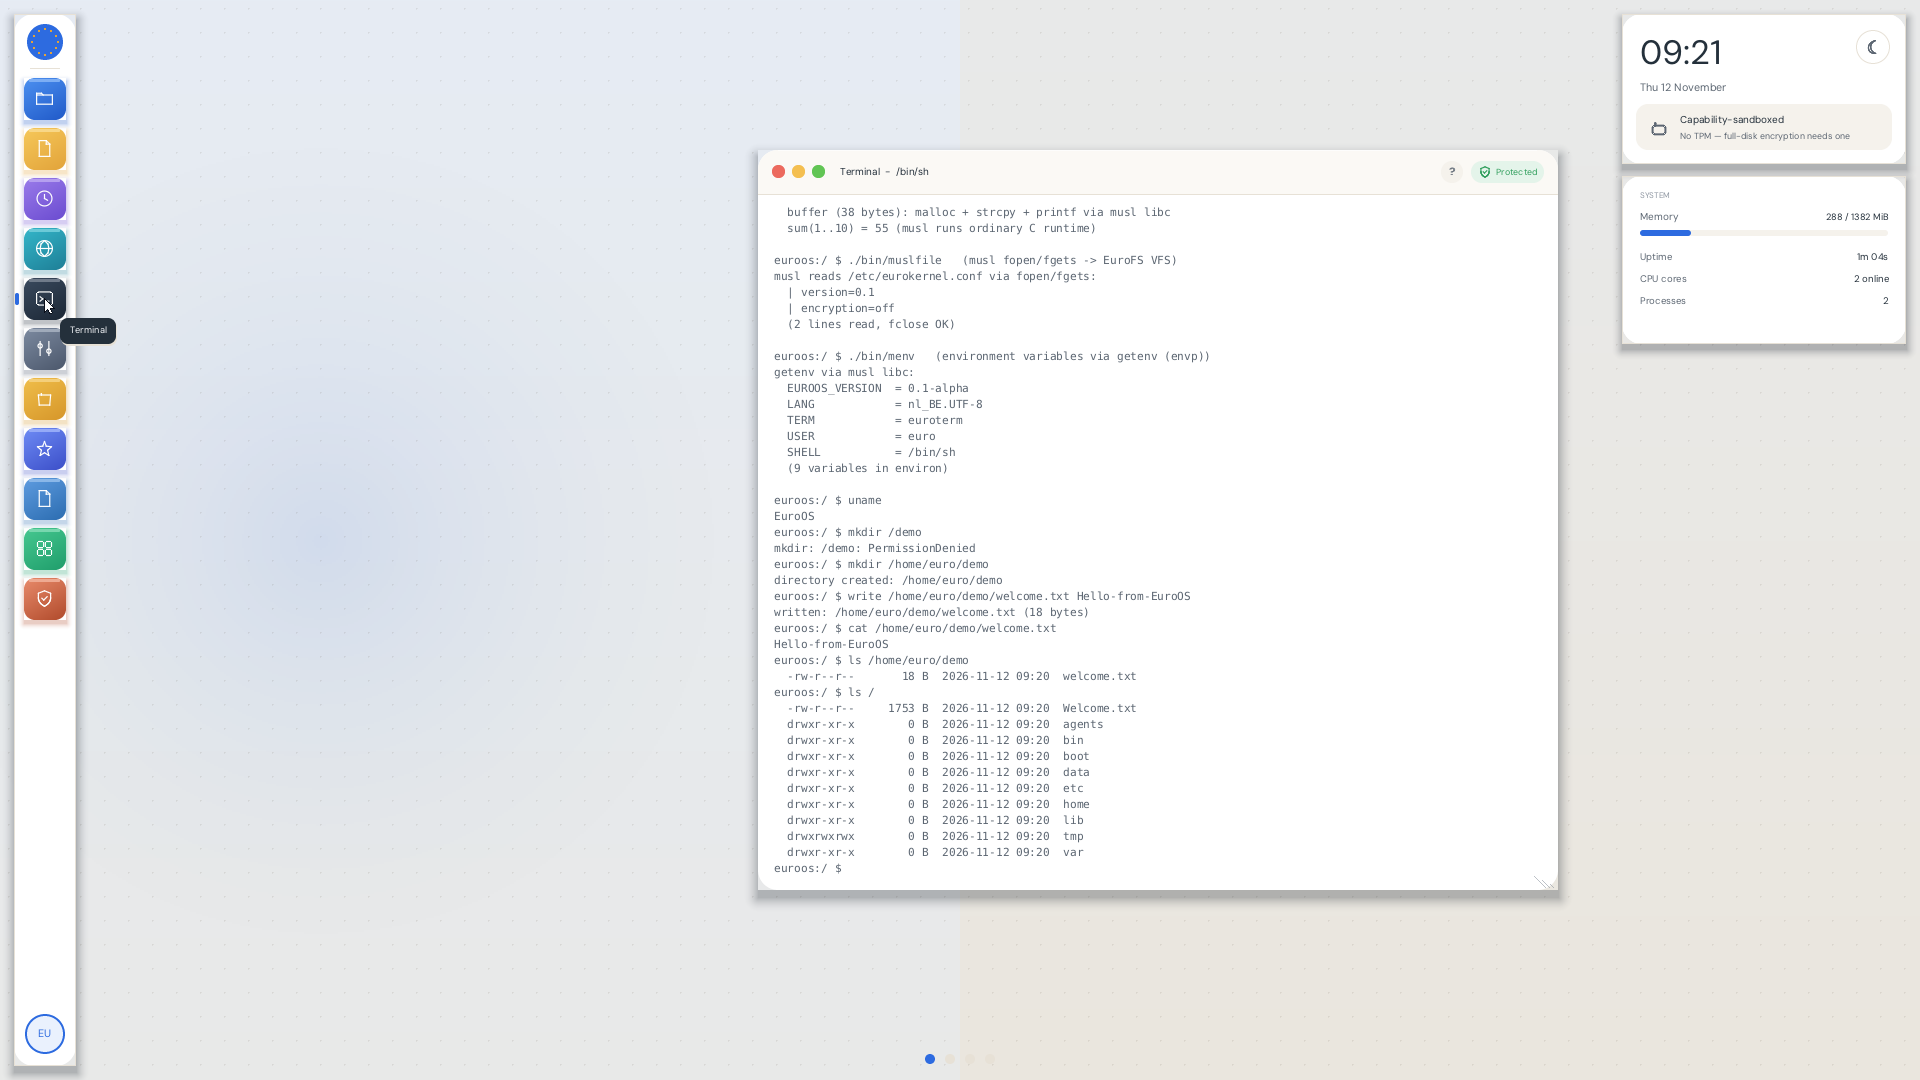 09:21
Thu 12 November
Capability-sandboxed
No TPM — full-disk encryption needs one
SYSTEM
Memory 288 / 1382 MiB
Uptime 1m 04s
CPU cores 2 online
Processes 2
Terminal
EU
Terminal - /bin/sh
? Protected
buffer (38 bytes): malloc + strcpy + printf via musl libc
sum(1..10) = 55 (musl runs ordinary C runtime)
euroos:/ $ ./bin/muslfile   (musl fopen/fgets -> EuroFS VFS)
musl reads /etc/eurokernel.conf via fopen/fgets:
| version=0.1
| encryption=off
(2 lines read, fclose OK)
euroos:/ $ ./bin/menv   (environment variables via getenv (envp))
getenv via musl libc:
EUROOS_VERSION  = 0.1-alpha
LANG            = nl_BE.UTF-8
TERM            = euroterm
USER            = euro
SHELL           = /bin/sh
(9 variables in environ)
euroos:/ $ uname
EuroOS
euroos:/ $ mkdir /demo
mkdir: /demo: PermissionDenied
euroos:/ $ mkdir /home/euro/demo
directory created: /home/euro/demo
euroos:/ $ write /home/euro/demo/welcome.txt Hello-from-EuroOS
written: /home/euro/demo/welcome.txt (18 bytes)
euroos:/ $ cat /home/euro/demo/welcome.txt
Hello-from-EuroOS
euroos:/ $ ls /home/euro/demo
-rw-r--r--       18 B  2026-11-12 09:20  welcome.txt
euroos:/ $ ls /
-rw-r--r--     1753 B  2026-11-12 09:20  Welcome.txt
drwxr-xr-x        0 B  2026-11-12 09:20  agents
drwxr-xr-x        0 B  2026-11-12 09:20  bin
drwxr-xr-x        0 B  2026-11-12 09:20  boot
drwxr-xr-x        0 B  2026-11-12 09:20  data
drwxr-xr-x        0 B  2026-11-12 09:20  etc
drwxr-xr-x        0 B  2026-11-12 09:20  home
drwxr-xr-x        0 B  2026-11-12 09:20  lib
drwxrwxrwx        0 B  2026-11-12 09:20  tmp
drwxr-xr-x        0 B  2026-11-12 09:20  var
euroos:/ $